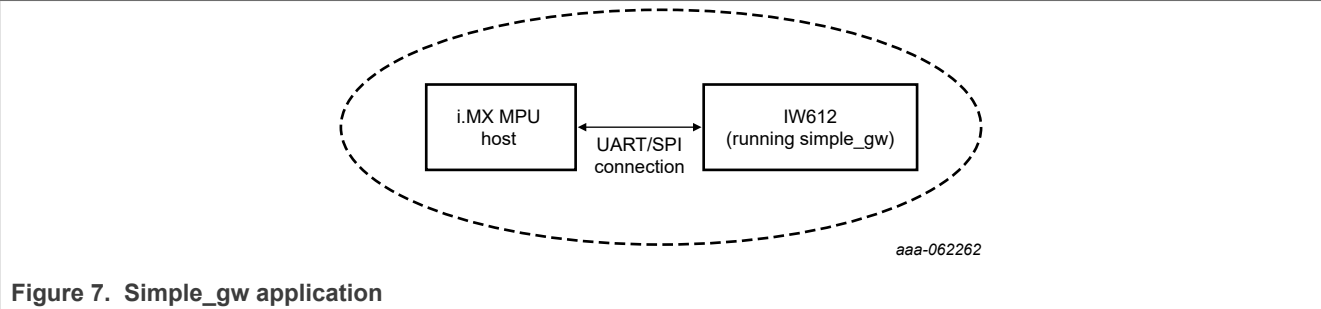 i.MX MPU
host
UART/SPI
connection
IW612
(running simple_gw)
aaa-062262
Figure 7. Simple_gw application